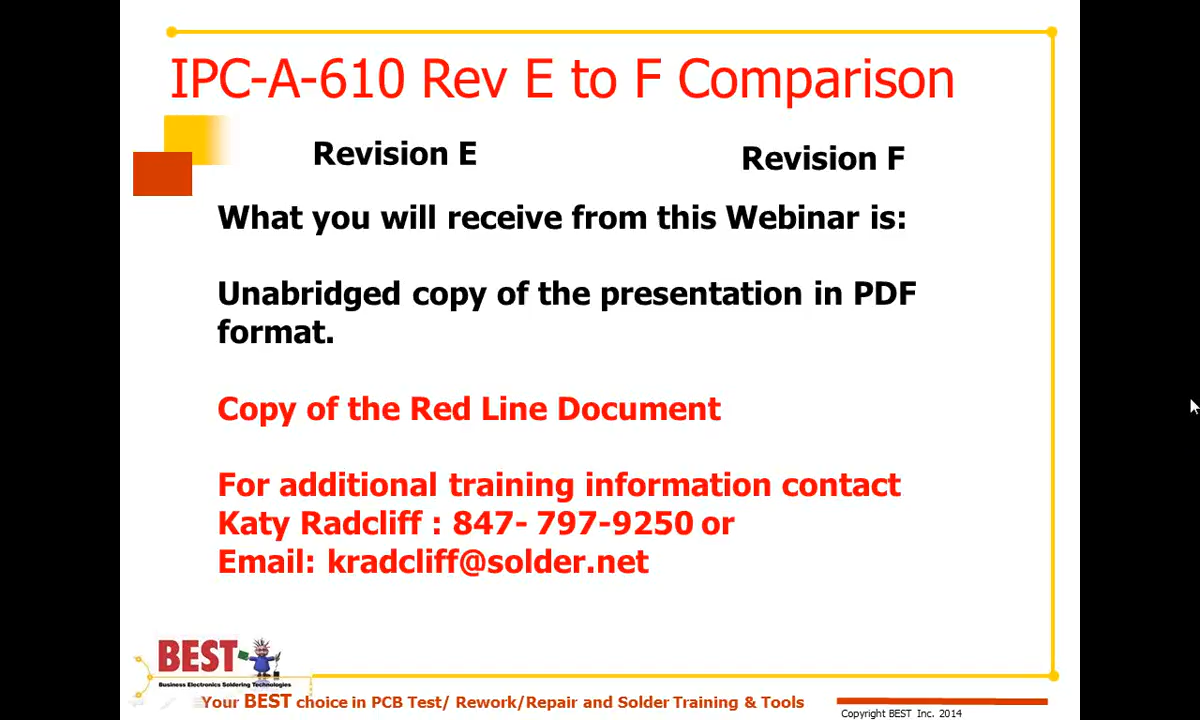 IPC-A-610 Rev E to F Comparison
Revision E
Revision F
What you will receive from this Webinar is:
Unabridged copy of the presentation in PDF
format.
Copy of the Red Line Document
For additional training information contact
Katy Radcliff : 847- 797-9250 or
Email: kradcliff@solder.net
BEST
Business Electronics Soldering Technologies
Your BEST choice in PCB Test/ Rework/Repair and Solder Training & Tools
Copyright BEST Inc. 2014